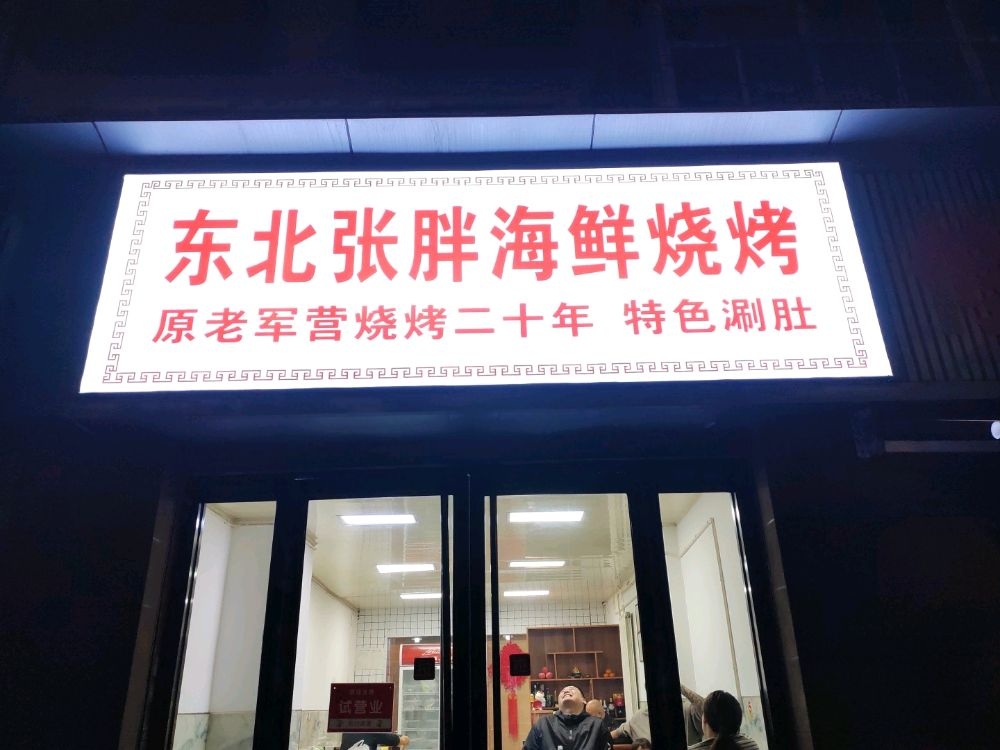 东北张胖海鲜烧烤
原老军营烧烤二十年 特色涮肚
试营业